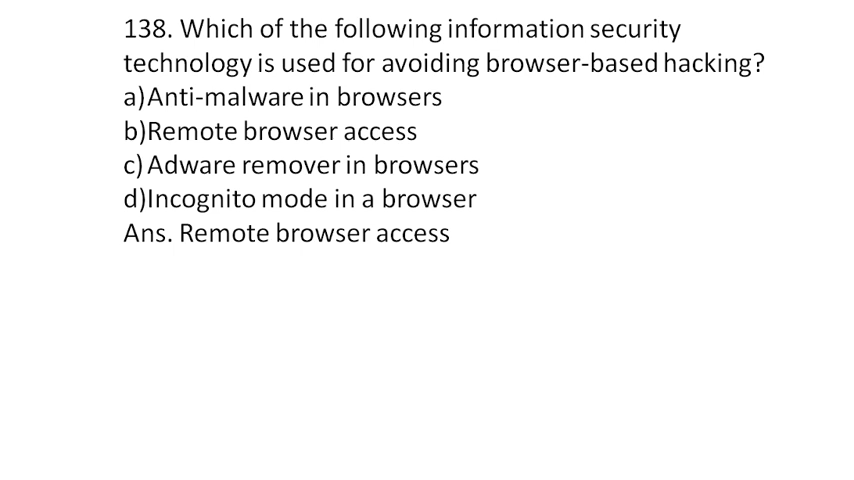 138. Which of the following information security
technology is used for avoiding browser-based hacking?
a)Anti-malware in browsers
b)Remote browser access
c)Adware remover in browsers
d)Incognito mode in a browser
Ans. Remote browser access